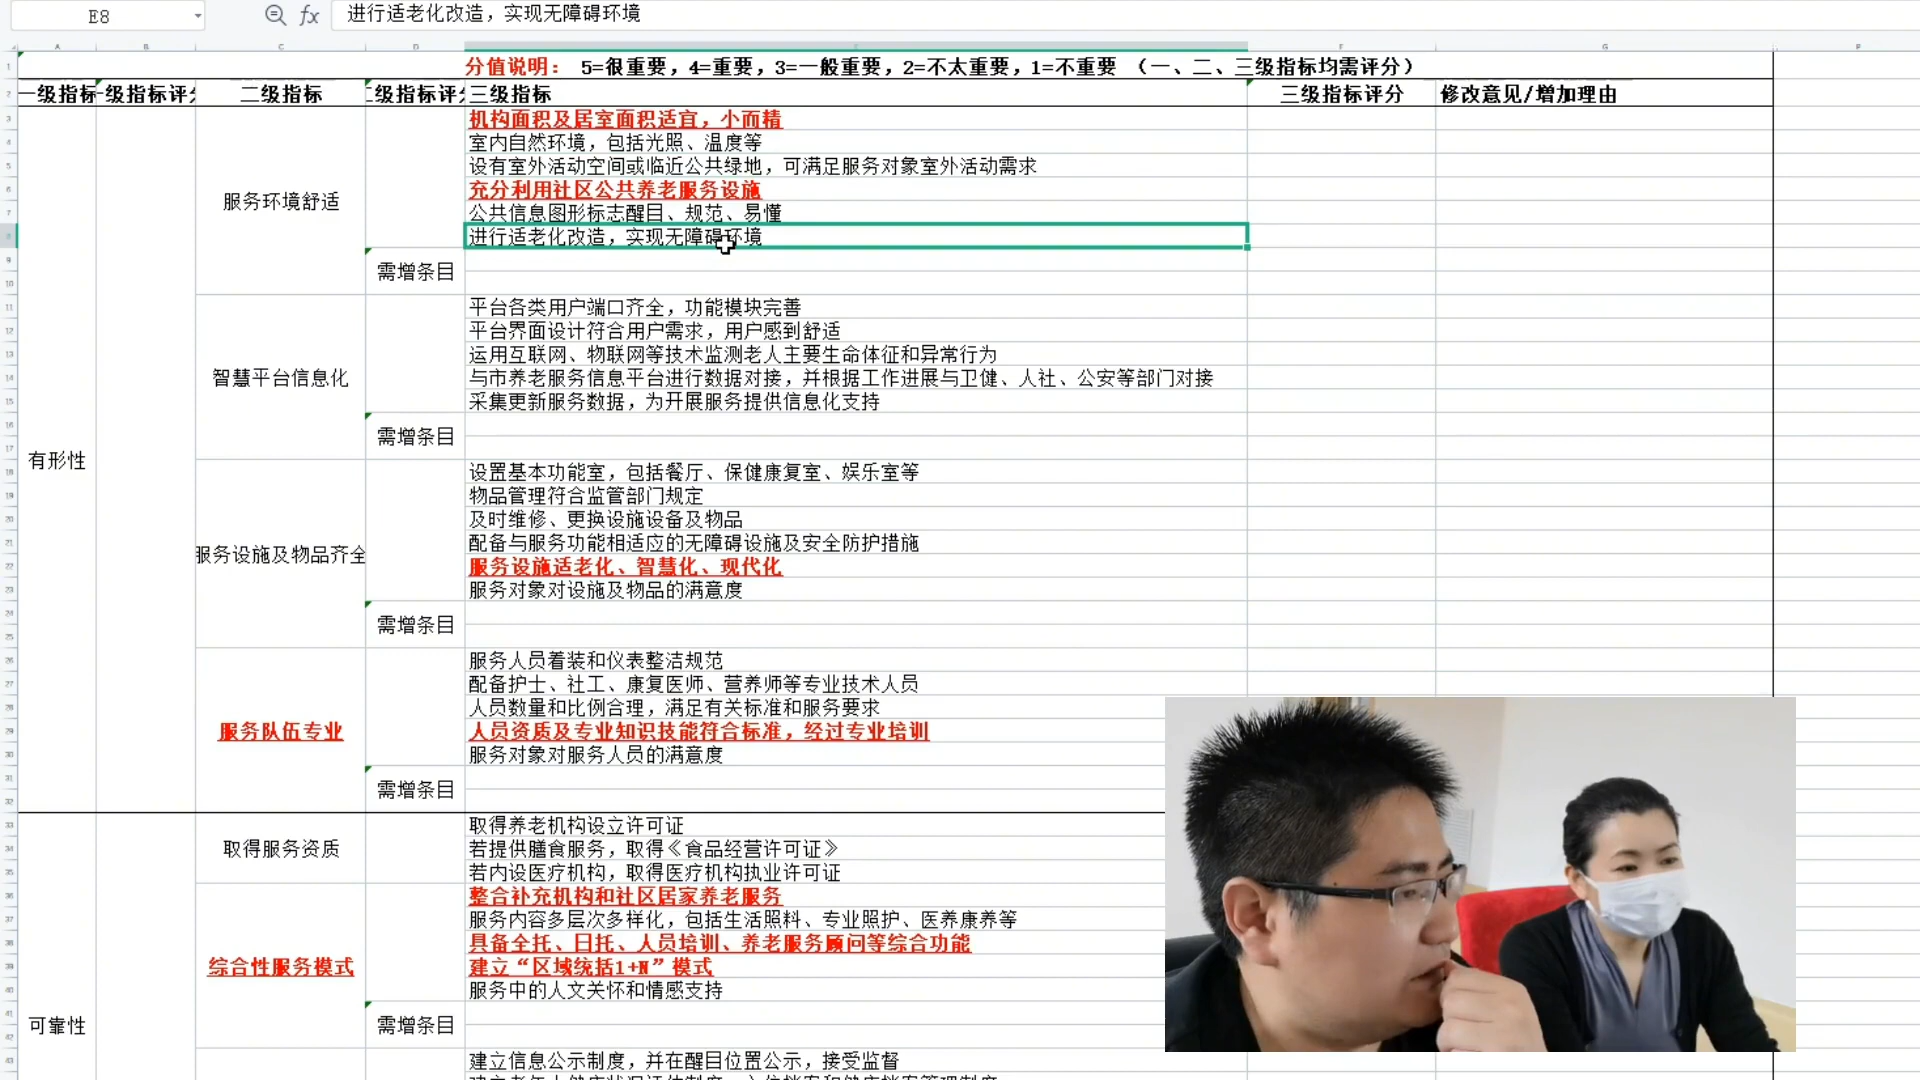 E8
fx
进行适老化改造，实现无障碍环境
分值说明： 5=很重要，4=重要，3=一般重要，2=不太重要，1=不重要 （一、二、三级指标均需评分）
一级指标 一级指标评分 二级指标 二级指标评分 三级指标 三级指标评分 修改意见/增加理由
有形性
服务环境舒适
机构面积及居室面积适宜，小而精
室内自然环境，包括光照、温度等
设有室外活动空间或临近公共绿地，可满足服务对象室外活动需求
充分利用社区公共养老服务设施
公共信息图形标志醒目、规范、易懂
进行适老化改造，实现无障碍环境
需增条目
智慧平台信息化
平台各类用户端口齐全，功能模块完善
平台界面设计符合用户需求，用户感到舒适
运用互联网、物联网等技术监测老人主要生命体征和异常行为
与市养老服务信息平台进行数据对接，并根据工作进展与卫健、人社、公安等部门对接
采集更新服务数据，为开展服务提供信息化支持
需增条目
服务设施及物品齐全
设置基本功能室，包括餐厅、保健康复室、娱乐室等
物品管理符合监管部门规定
及时维修、更换设施设备及物品
配备与服务功能相适应的无障碍设施及安全防护措施
服务设施适老化、智慧化、现代化
服务对象对设施及物品的满意度
需增条目
服务队伍专业
服务人员着装和仪表整洁规范
配备护士、社工、康复医师、营养师等专业技术人员
人员数量和比例合理，满足有关标准和服务要求
人员资质及专业知识技能符合标准，经过专业培训
服务对象对服务人员的满意度
需增条目
可靠性
取得服务资质
取得养老机构设立许可证
若提供膳食服务，取得《食品经营许可证》
若内设医疗机构，取得医疗机构执业许可证
综合性服务模式
整合补充机构和社区居家养老服务
服务内容多层次多样化，包括生活照料、专业照护、医养康养等
具备全托、日托、人员培训、养老服务顾问等综合功能
建立“区域统括1+N”模式
服务中的人文关怀和情感支持
需增条目
建立信息公示制度，并在醒目位置公示，接受监督